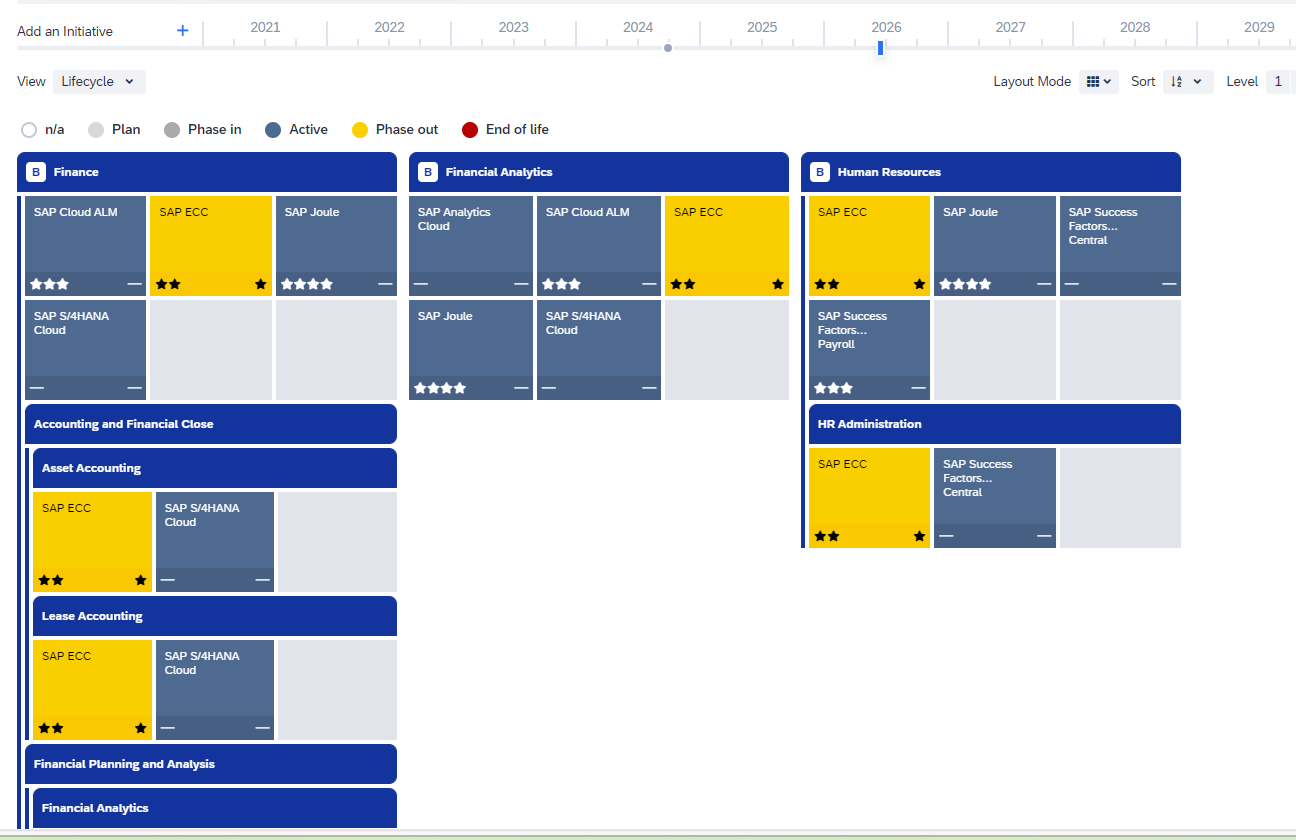 Add an Initiative + 2021 2022 2023 2024 2025 2026 2027 2028 2029
View Lifecycle Layout Mode Sort Level 1
n/a Plan Phase in Active Phase out End of life
B Finance
SAP Cloud ALM
SAP ECC
SAP Joule
SAP S/4HANA
Cloud
Accounting and Financial Close
Asset Accounting
SAP ECC
SAP S/4HANA
Cloud
Lease Accounting
SAP ECC
SAP S/4HANA
Cloud
Financial Planning and Analysis
Financial Analytics
B Financial Analytics
SAP Analytics
Cloud
SAP Cloud ALM
SAP ECC
SAP Joule
SAP S/4HANA
Cloud
B Human Resources
SAP ECC
SAP Joule
SAP Success
Factors...
Central
SAP Success
Factors...
Payroll
HR Administration
SAP ECC
SAP Success
Factors...
Central